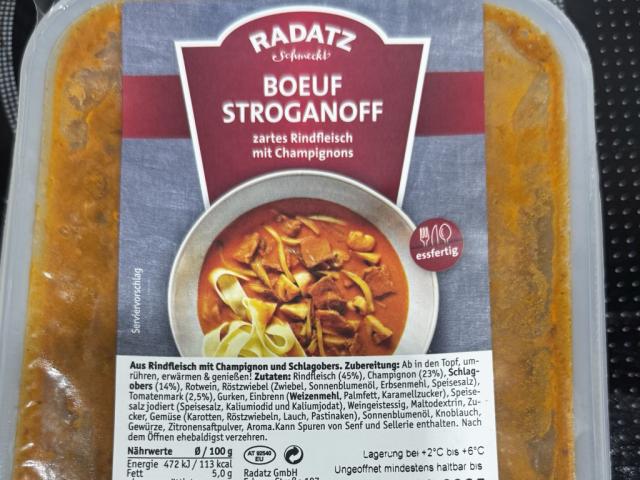 RADATZ
Schmeckt
BOEUF
STROGANOFF
zartes Rindfleisch
mit Champignons
essfertig
Serviervorschlag
Aus Rindfleisch mit Champignon und Schlagobers. Zubereitung: Ab in den Topf, um-
rühren, erwärmen & genießen! Zutaten: Rindfleisch (45%), Champignon (23%), Schlag-
obers (14%), Rotwein, Röstzwiebel (Zwiebel, Sonnenblumenöl, Erbsenmehl, Speisesalz),
Tomatenmark (2,5%), Gurken, Einbrenn (Weizenmehl, Palmfett, Karamellzucker), Speise-
salz jodiert (Speisesalz, Kaliumiodid und Kaliumjodat), Weingeistessig, Maltodextrin, Zu-
cker, Gemüse (Karotten, Röstzwiebeln, Lauch, Pastinaken), Sonnenblumenöl, Knoblauch,
Gewürze, Zitronensaftpulver, Aroma.Kann Spuren von Senf und Sellerie enthalten. Nach
dem Öffnen ehebaldigst verzehren.
Nährwerte Ø/ 100 g
Energie 472 kJ / 113 kcal
Fett 5,0 g
AT 92540
EU
Radatz GmbH
Lagerung bei +2°C bis +6°C
Ungeöffnet mindestens haltbar bis